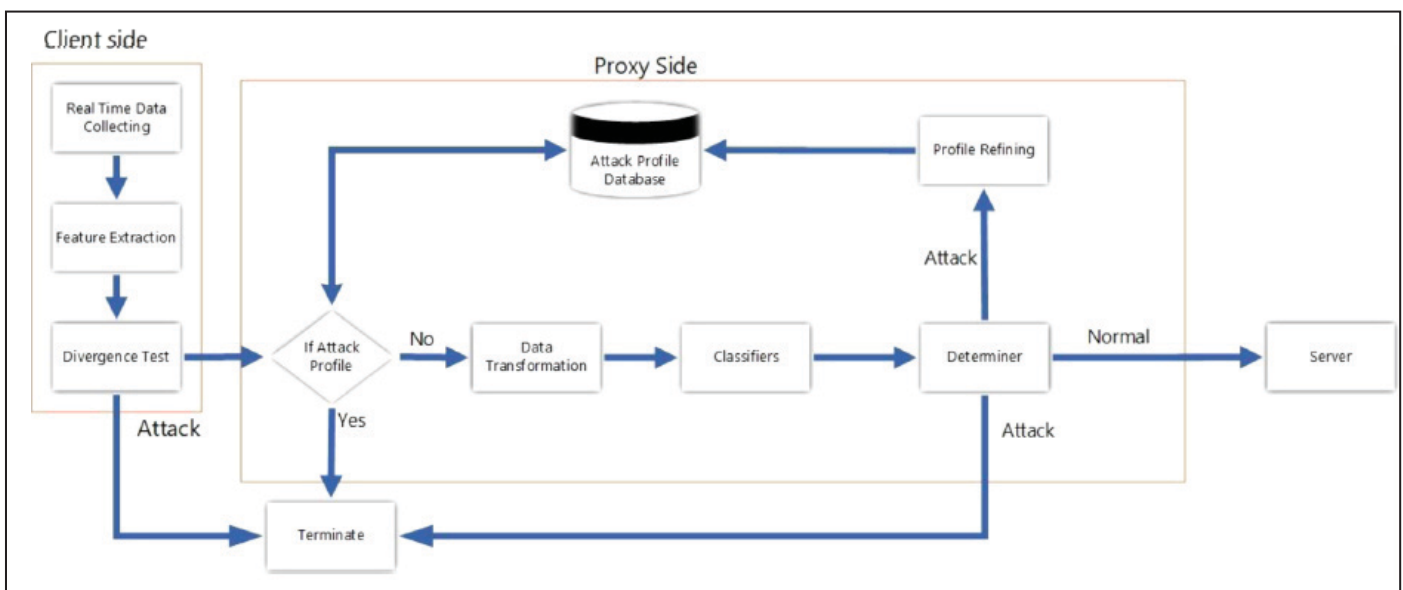 Client side
Proxy Side
Real Time Data
Collecting
Attack Profile
Database
Profile Refining
Feature Extraction
Attack
Divergence Test
If Attack
Profile
No
Data
Transformation
Classifiers
Determiner
Normal
Server
Attack
Yes
Attack
Terminate